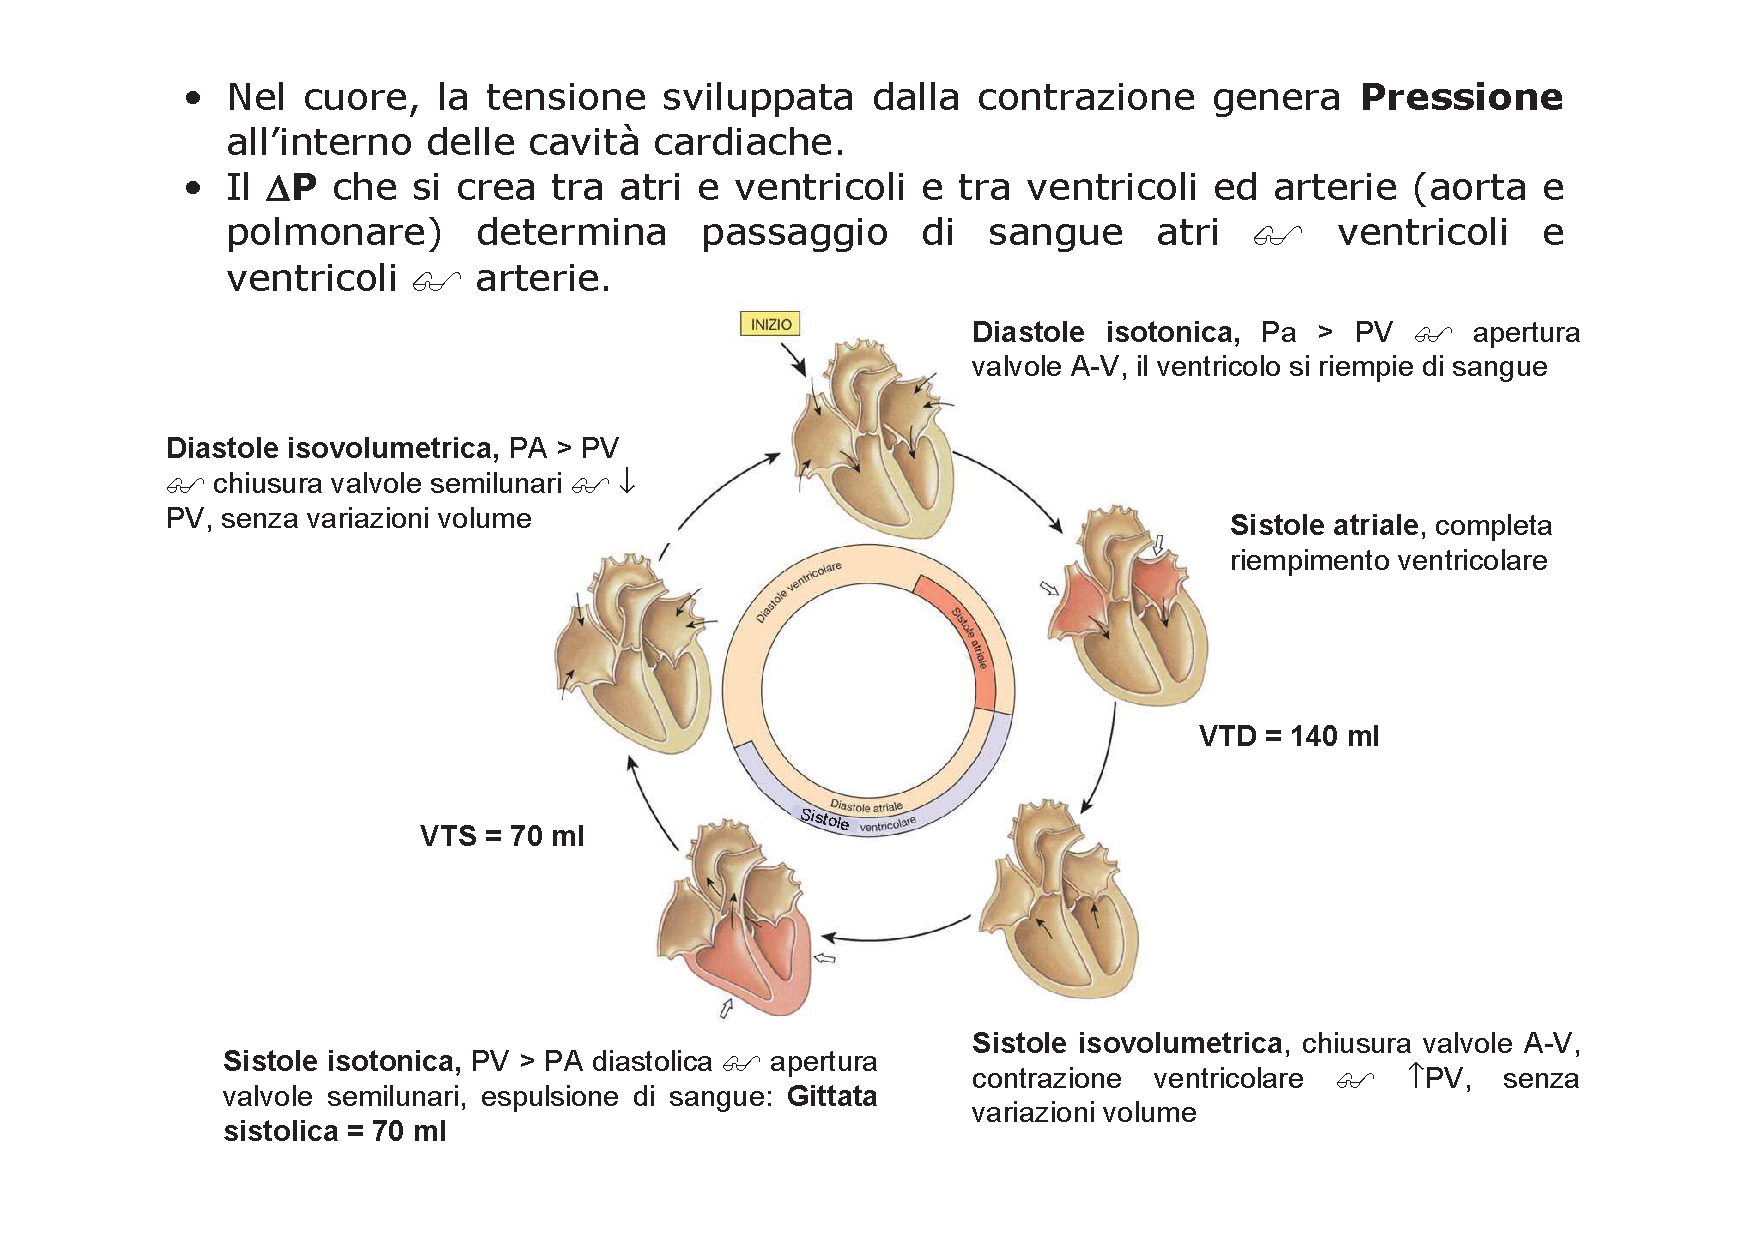 • Nel cuore, la tensione sviluppata dalla contrazione genera Pressione
all’interno delle cavità cardiache.
• Il ΔP che si crea tra atri e ventricoli e tra ventricoli ed arterie (aorta e
polmonare) determina passaggio di sangue atri ventricoli e
ventricoli arterie.
INIZIO
Diastole isotonica, Pa > PV apertura
valvole A-V, il ventricolo si riempie di sangue
Diastole isovolumetrica, PA > PV
chiusura valvole semilunari ↓
PV, senza variazioni volume
Sistole atriale, completa
riempimento ventricolare
Diastole ventricolare
Sistole atriale
VTD = 140 ml
Diastole atriale
Sistole ventricolare
VTS = 70 ml
Sistole isotonica, PV > PA diastolica apertura
valvole semilunari, espulsione di sangue: Gittata
sistolica = 70 ml
Sistole isovolumetrica, chiusura valvole A-V,
contrazione ventricolare ↑PV, senza
variazioni volume